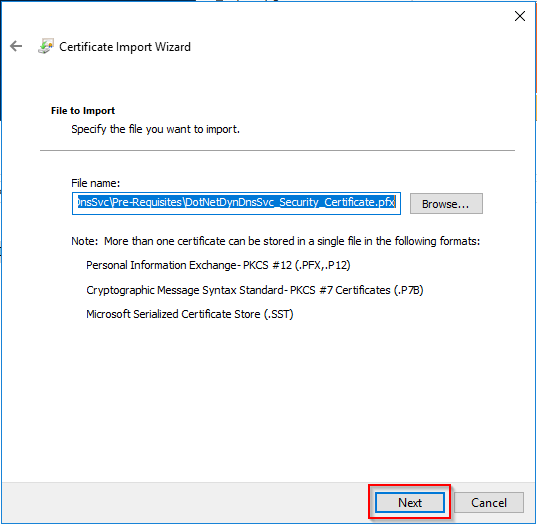 Certificate Import Wizard
File to Import
Specify the file you want to import.
File name:
DnsSvc\Pre-Requisites\DotNetDynDnsSvc_Security_Certificate.pfx
Browse...
Note: More than one certificate can be stored in a single file in the following formats:
Personal Information Exchange- PKCS #12 (.PFX,.P12)
Cryptographic Message Syntax Standard- PKCS #7 Certificates (.P7B)
Microsoft Serialized Certificate Store (.SST)
Next
Cancel